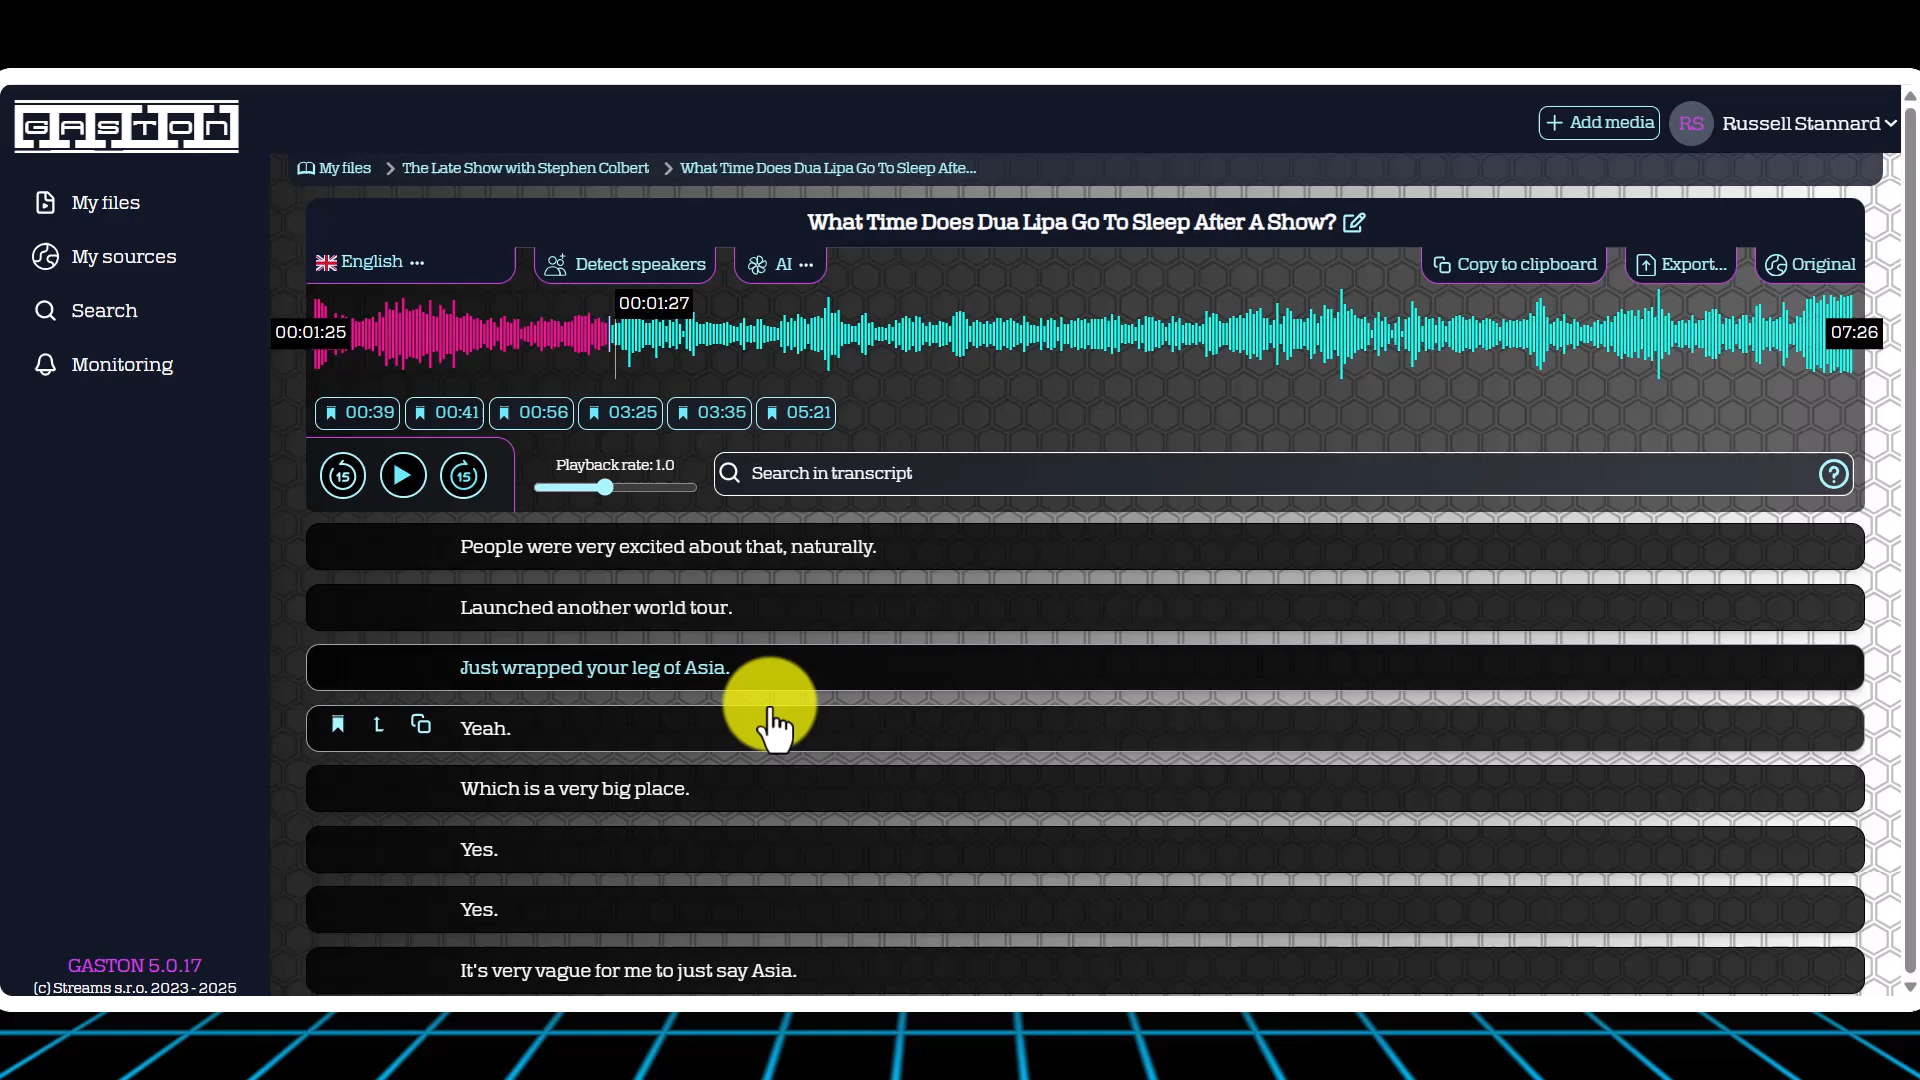 GASTON
+ Add media
RS
Russell Stannard
My files
The Late Show with Stephen Colbert
What Time Does Dua Lipa Go To Sleep Afte...
My files
My sources
Search
Monitoring
What Time Does Dua Lipa Go To Sleep After A Show?
English ...
Detect speakers
AI ...
Copy to clipboard
Export...
Original
00:01:27
00:01:25
07:26
00:39
00:41
00:56
03:25
03:35
05:21
15
15
Playback rate: 1.0
Search in transcript
?
People were very excited about that, naturally.
Launched another world tour.
Just wrapped your leg of Asia.
Yeah.
Which is a very big place.
Yes.
Yes.
It's very vague for me to just say Asia.
GASTON 5.0.17
(c) Streams s.r.o. 2023 - 2025